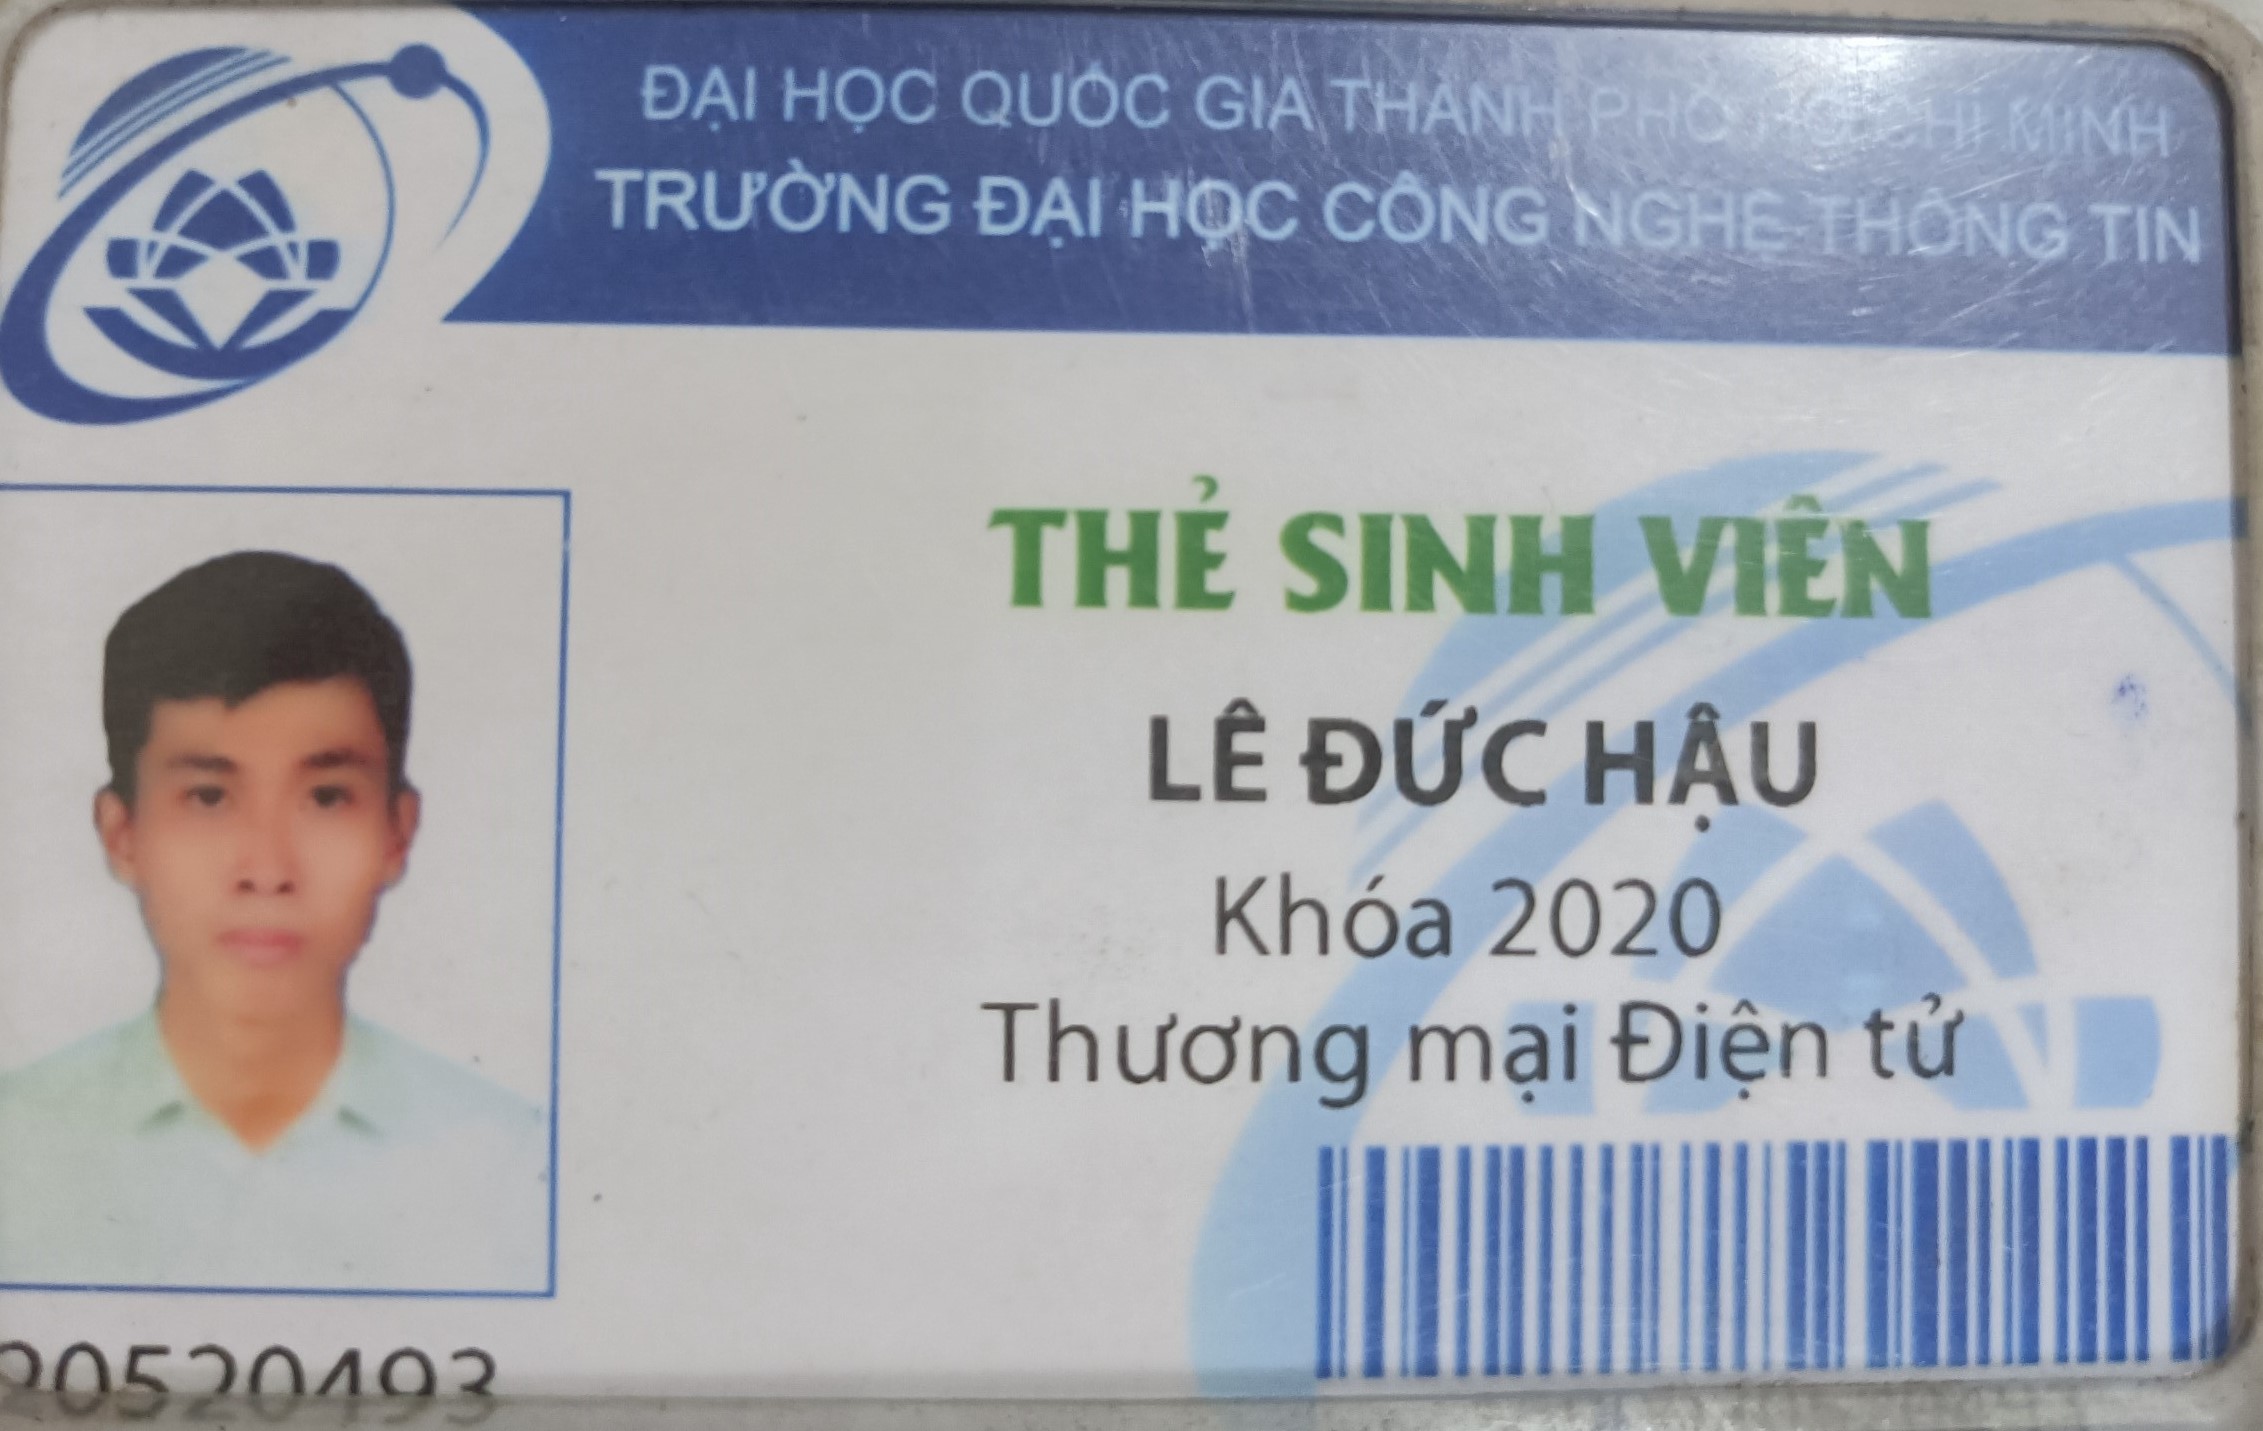 ĐẠI HỌC QUỐC GIA THÀNH PHỐ HỒ CHÍ MINH
TRƯỜNG ĐẠI HỌC CÔNG NGHỆ THÔNG TIN
THẺ SINH VIÊN
LÊ ĐỨC HẬU
Khóa 2020
Thương mại Điện tử
20520493